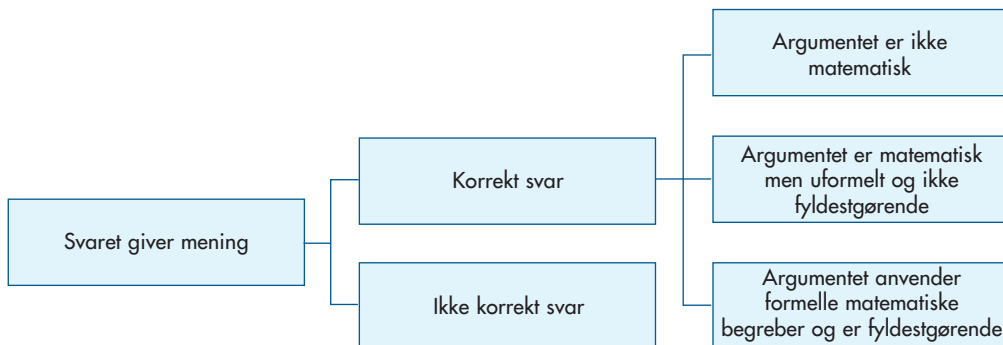 Svaret giver mening
Korrekt svar
Ikke korrekt svar
Argumentet er ikke
matematisk
Argumentet er matematisk
men uformelt og ikke
fyldestgørende
Argumentet anvender
formelle matematiske
begreber og er fyldestgørende